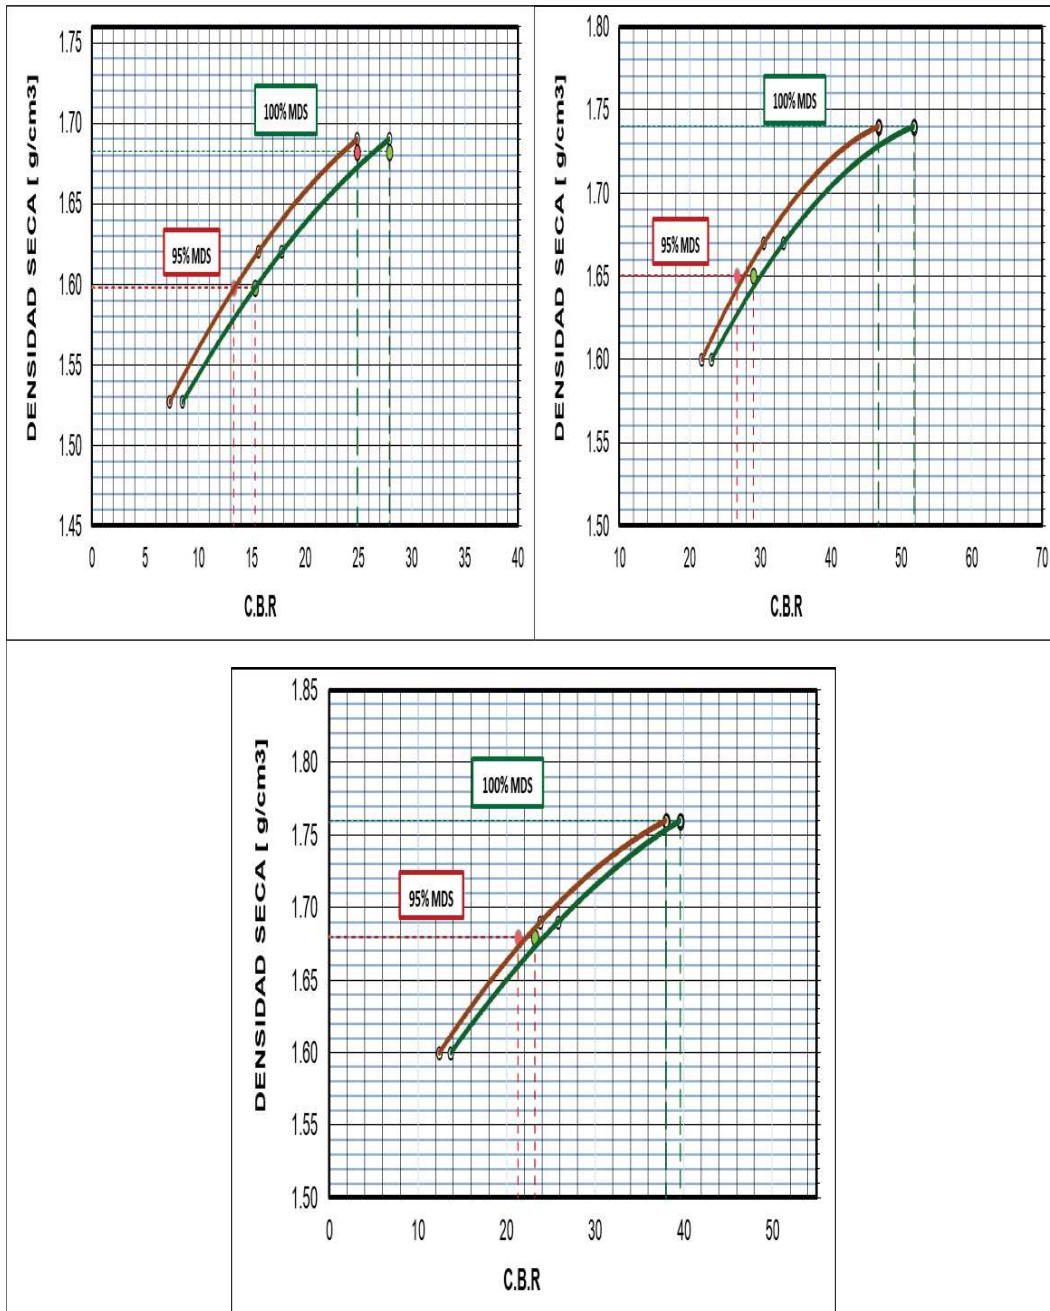 DENSIDAD SECA [ g/cm3]
1.75
1.70
1.65
1.60
1.55
1.50
1.45
100% MDS
95% MDS
0 5 10 15 20 25 30 35 40
C.B.R
DENSIDAD SECA [ g/cm3]
1.80
1.75
1.70
1.65
1.60
1.55
1.50
100% MDS
95% MDS
10 20 30 40 50 60 70
C.B.R
DENSIDAD SECA [ g/cm3]
1.85
1.80
1.75
1.70
1.65
1.60
1.50
100% MDS
95% MDS
0 20 30 40 50
C.B.R